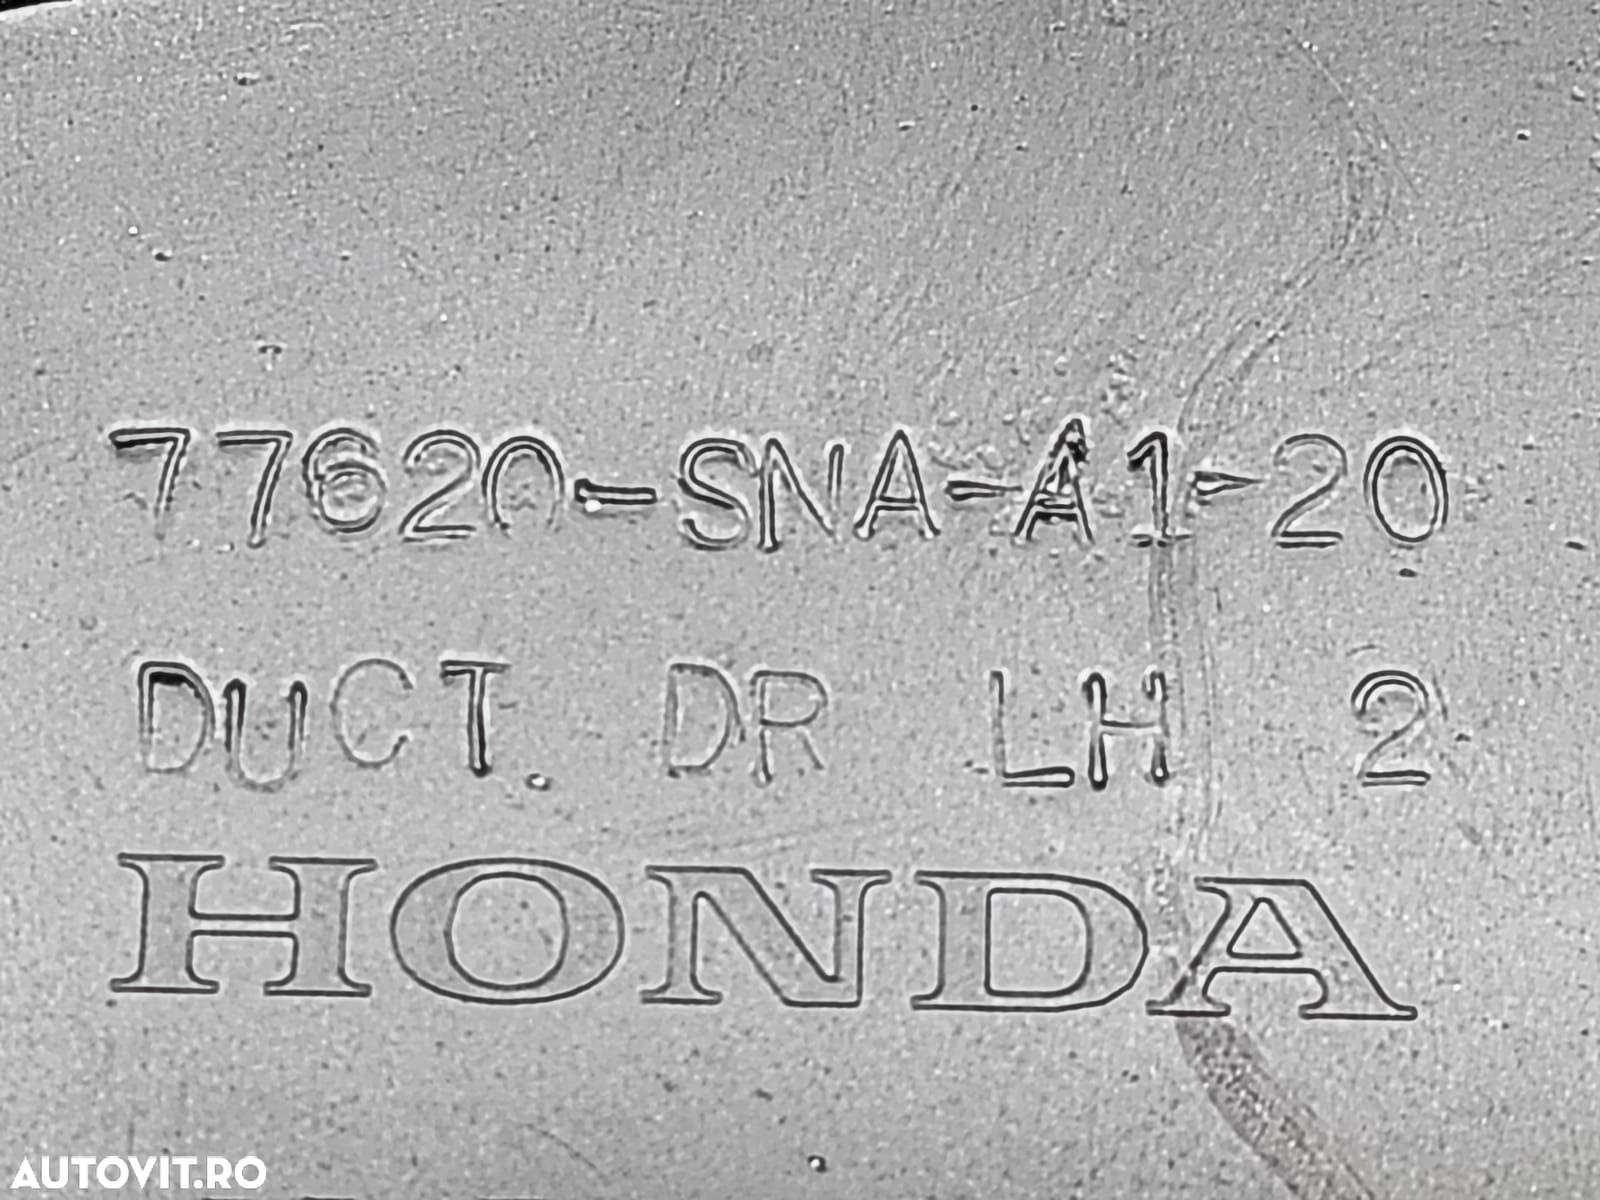 77620-SNA-A1-20
DUCT. DR LH 2
HONDA
AUTOVIT.RO